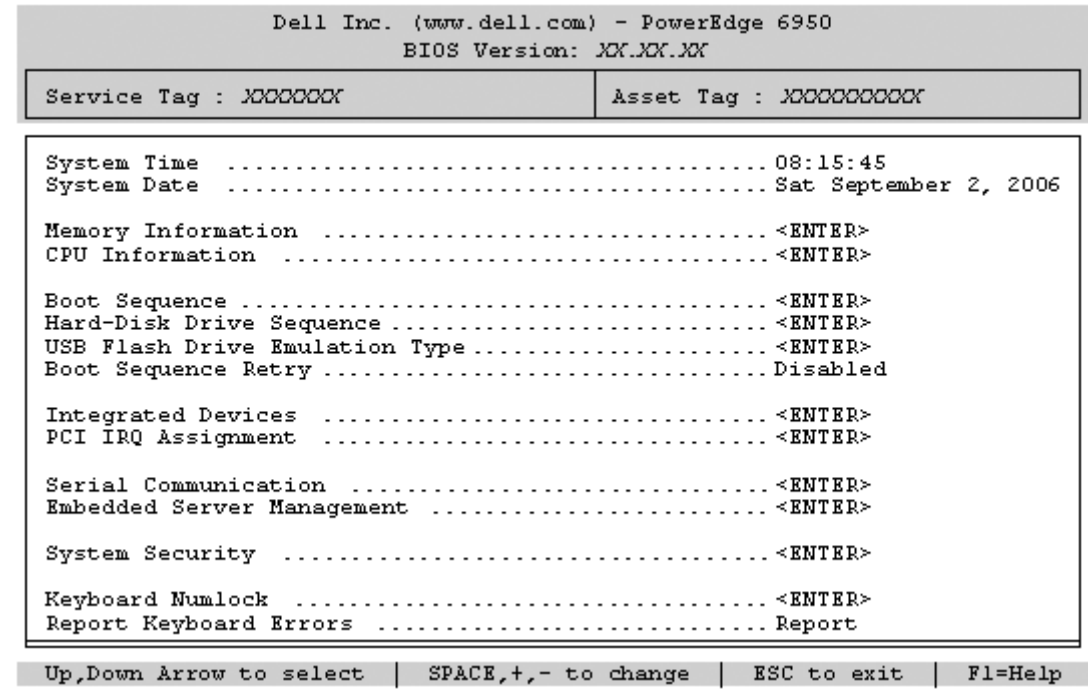 Dell Inc. (www.dell.com) - PowerEdge 6950
BIOS Version: XX.XX.XX
Service Tag : XXXXXXX
Asset Tag : XXXXXXXXXX
System Time ........................................ 08:15:45
System Date ........................................ Sat September 2, 2006
Memory Information ................................. <ENTER>
CPU Information .................................... <ENTER>
Boot Sequence ....................................... <ENTER>
Hard-Disk Drive Sequence ............................ <ENTER>
USB Flash Drive Emulation Type ...................... <ENTER>
Boot Sequence Retry ................................. Disabled
Integrated Devices ................................. <ENTER>
PCI IRQ Assignment ................................. <ENTER>
Serial Communication ............................... <ENTER>
Embedded Server Management ......................... <ENTER>
System Security .................................... <ENTER>
Keyboard Numlock ................................... <ENTER>
Report Keyboard Errors ............................. Report
Up,Down Arrow to select | SPACE,+,- to change | ESC to exit | F1=Help